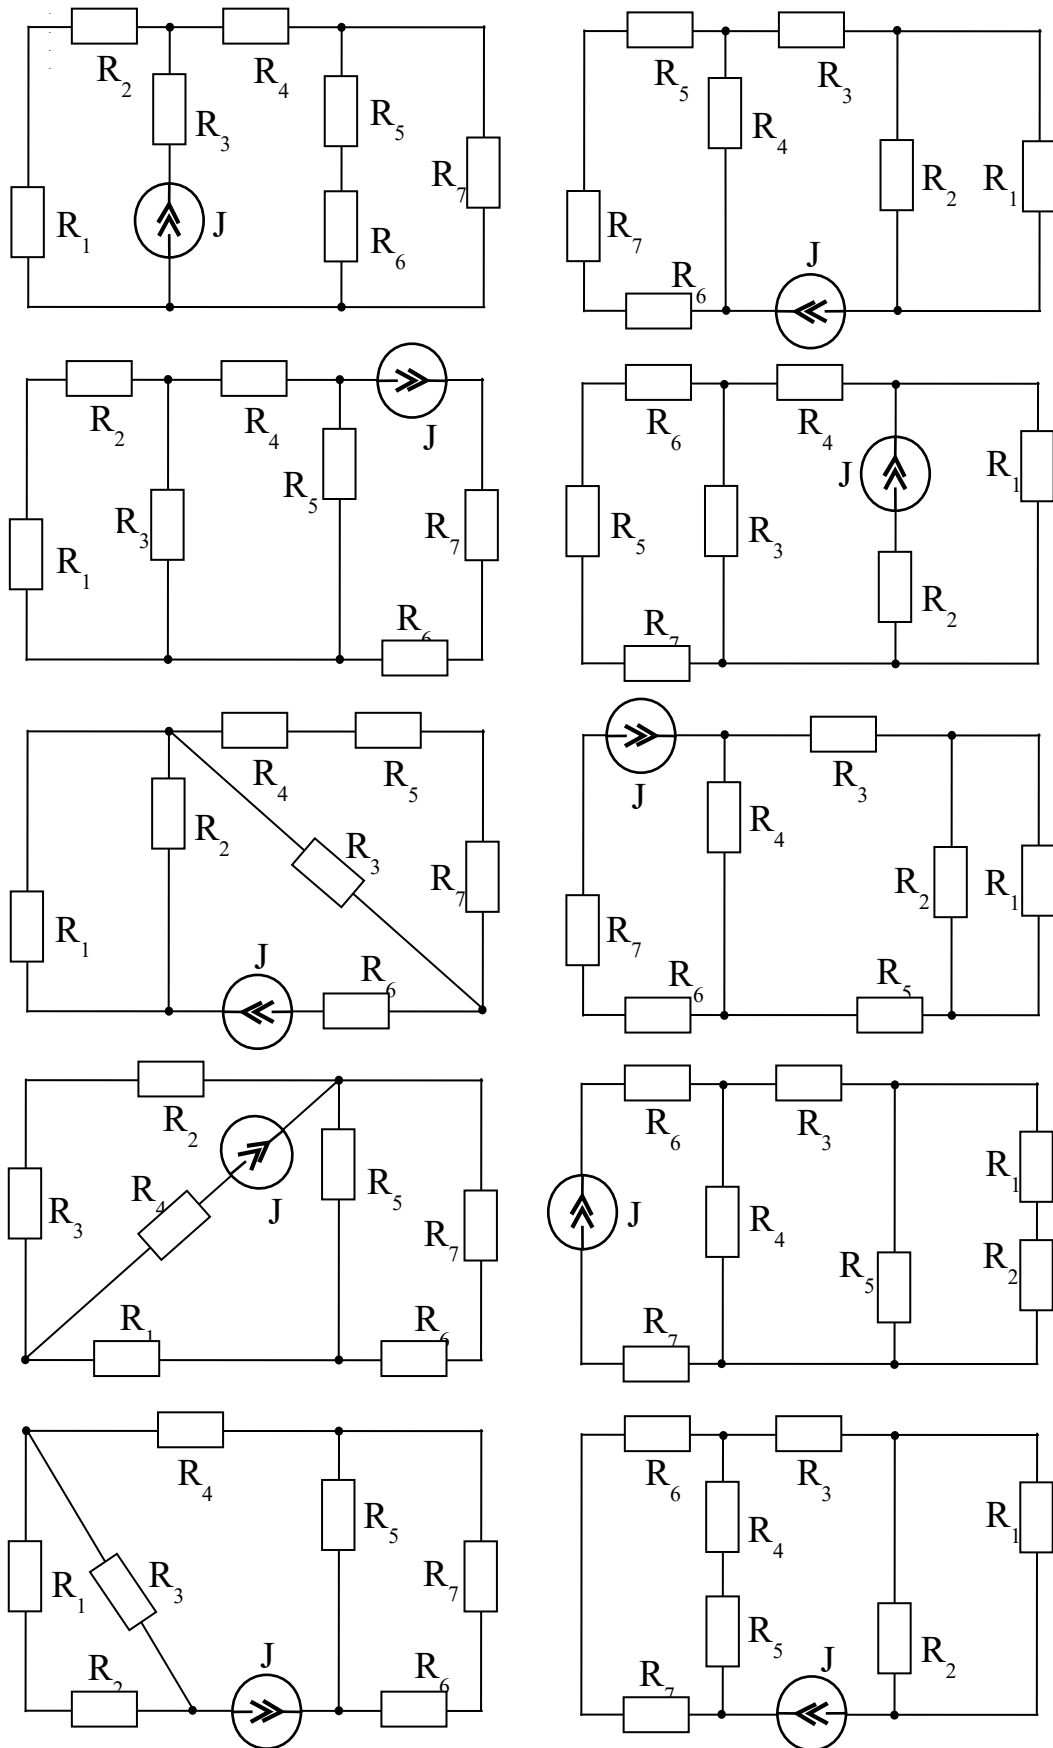 R2 R4 R3 R5 R7 R1 J R6
R5 R3 R4 R2 R1 R7 R6 J
R2 R4 J R5 R3 R7 R1 R6
R6 R4 J R1 R5 R3 R2 R7
R4 R5 R2 R3 R7 R1 J R6
J R3 R4 R2 R1 R7 R6 R5
R2 R4 R5 R3 J R7 R1 R6
R6 R3 R1 J R4 R5 R2 R7
R4 R5 R3 R1 R7 R2 J R6
R6 R3 R1 R4 R5 R2 R7 J